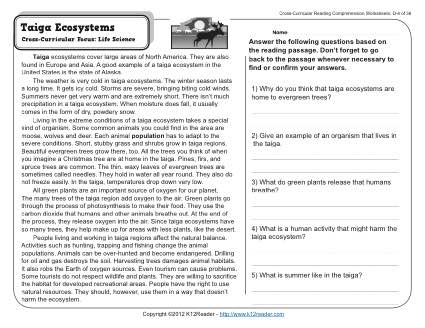 Cross-Curricular Reading Comprehension Worksheets: D-4 of 36
Taiga Ecosystems
Cross-Curricular Focus: Life Science
Taiga ecosystems cover large areas of North America. They are also
found in Europe and Asia. A good example of a taiga ecosystem in the
United States is the state of Alaska.
The weather is very cold in taiga ecosystems. The winter season lasts
a long time. It gets icy cold. Storms are severe, bringing biting cold winds.
Summers never get very warm and are extremely short. There isn't much
precipitation in a taiga ecosystem. When moisture does fall, it usually
comes in the form of dry, powdery snow.
Living in the extreme conditions of a taiga ecosystem takes a special
kind of organism. Some common animals you could find in the area are
moose, wolves and deer. Each animal population has to adapt to the
severe conditions. Short, stubby grass and shrubs grow in taiga regions.
Beautiful evergreen trees grow there, too. All the trees you think of when
you imagine a Christmas tree are at home in the taiga. Pines, firs, and
spruce trees are common. The thin, waxy leaves of evergreen trees are
sometimes called needles. They hold in water all year round. They also do
not freeze easily. In the taiga, temperatures drop down very low.
All green plants are an important source of oxygen for our planet.
The many trees of the taiga region add oxygen to the air. Green plants go
through the process of photosynthesis to make their food. They use the
carbon dioxide that humans and other animals breathe out. At the end of
the process, they release oxygen into the air. Since taiga ecosystems have
so many trees, they help make up for areas with less plants, like the desert.
People living and working in taiga regions affect the natural balance.
Activities such as hunting, trapping and fishing change the animal
populations. Animals can be over-hunted and become endangered. Drilling
for oil and gas destroys the soil. Harvesting trees damages animal habitats.
It also robs the Earth of oxygen sources. Even tourism can cause problems.
Some tourists do not respect wildlife and plants. They are willing to sacrifice
the habitat for developed recreational areas. People have the right to use
natural resources. They should, however, use them in a way that doesn't
harm the ecosystem.
Answer the following questions based on
the reading passage. Don't forget to go
back to the passage whenever necessary to
find or confirm your answers.
1) Why do you think that taiga ecosystems are
home to evergreen trees?
2) Give an example of an organism that lives in
the taiga.
3) What do green plants release that humans
breathe?
4) What is a human activity that might harm the
taiga ecosystem?
5) What is summer like in the taiga?
Copyright ©2012 K12Reader - http://www.k12reader.com